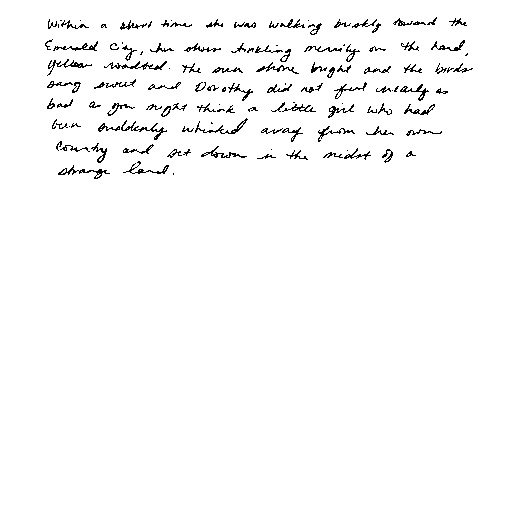 Within a short time she was walking briskly toward the
Emerald City, her shoes tinkling merrily on the hard,
yellow roadbed. The sun shone bright and the birds
sang sweet and Dorothy did not feel nearly as
bad as you might think a little girl who had
been suddenly whisked away from her own
country and set down in the midst of a
strange land.